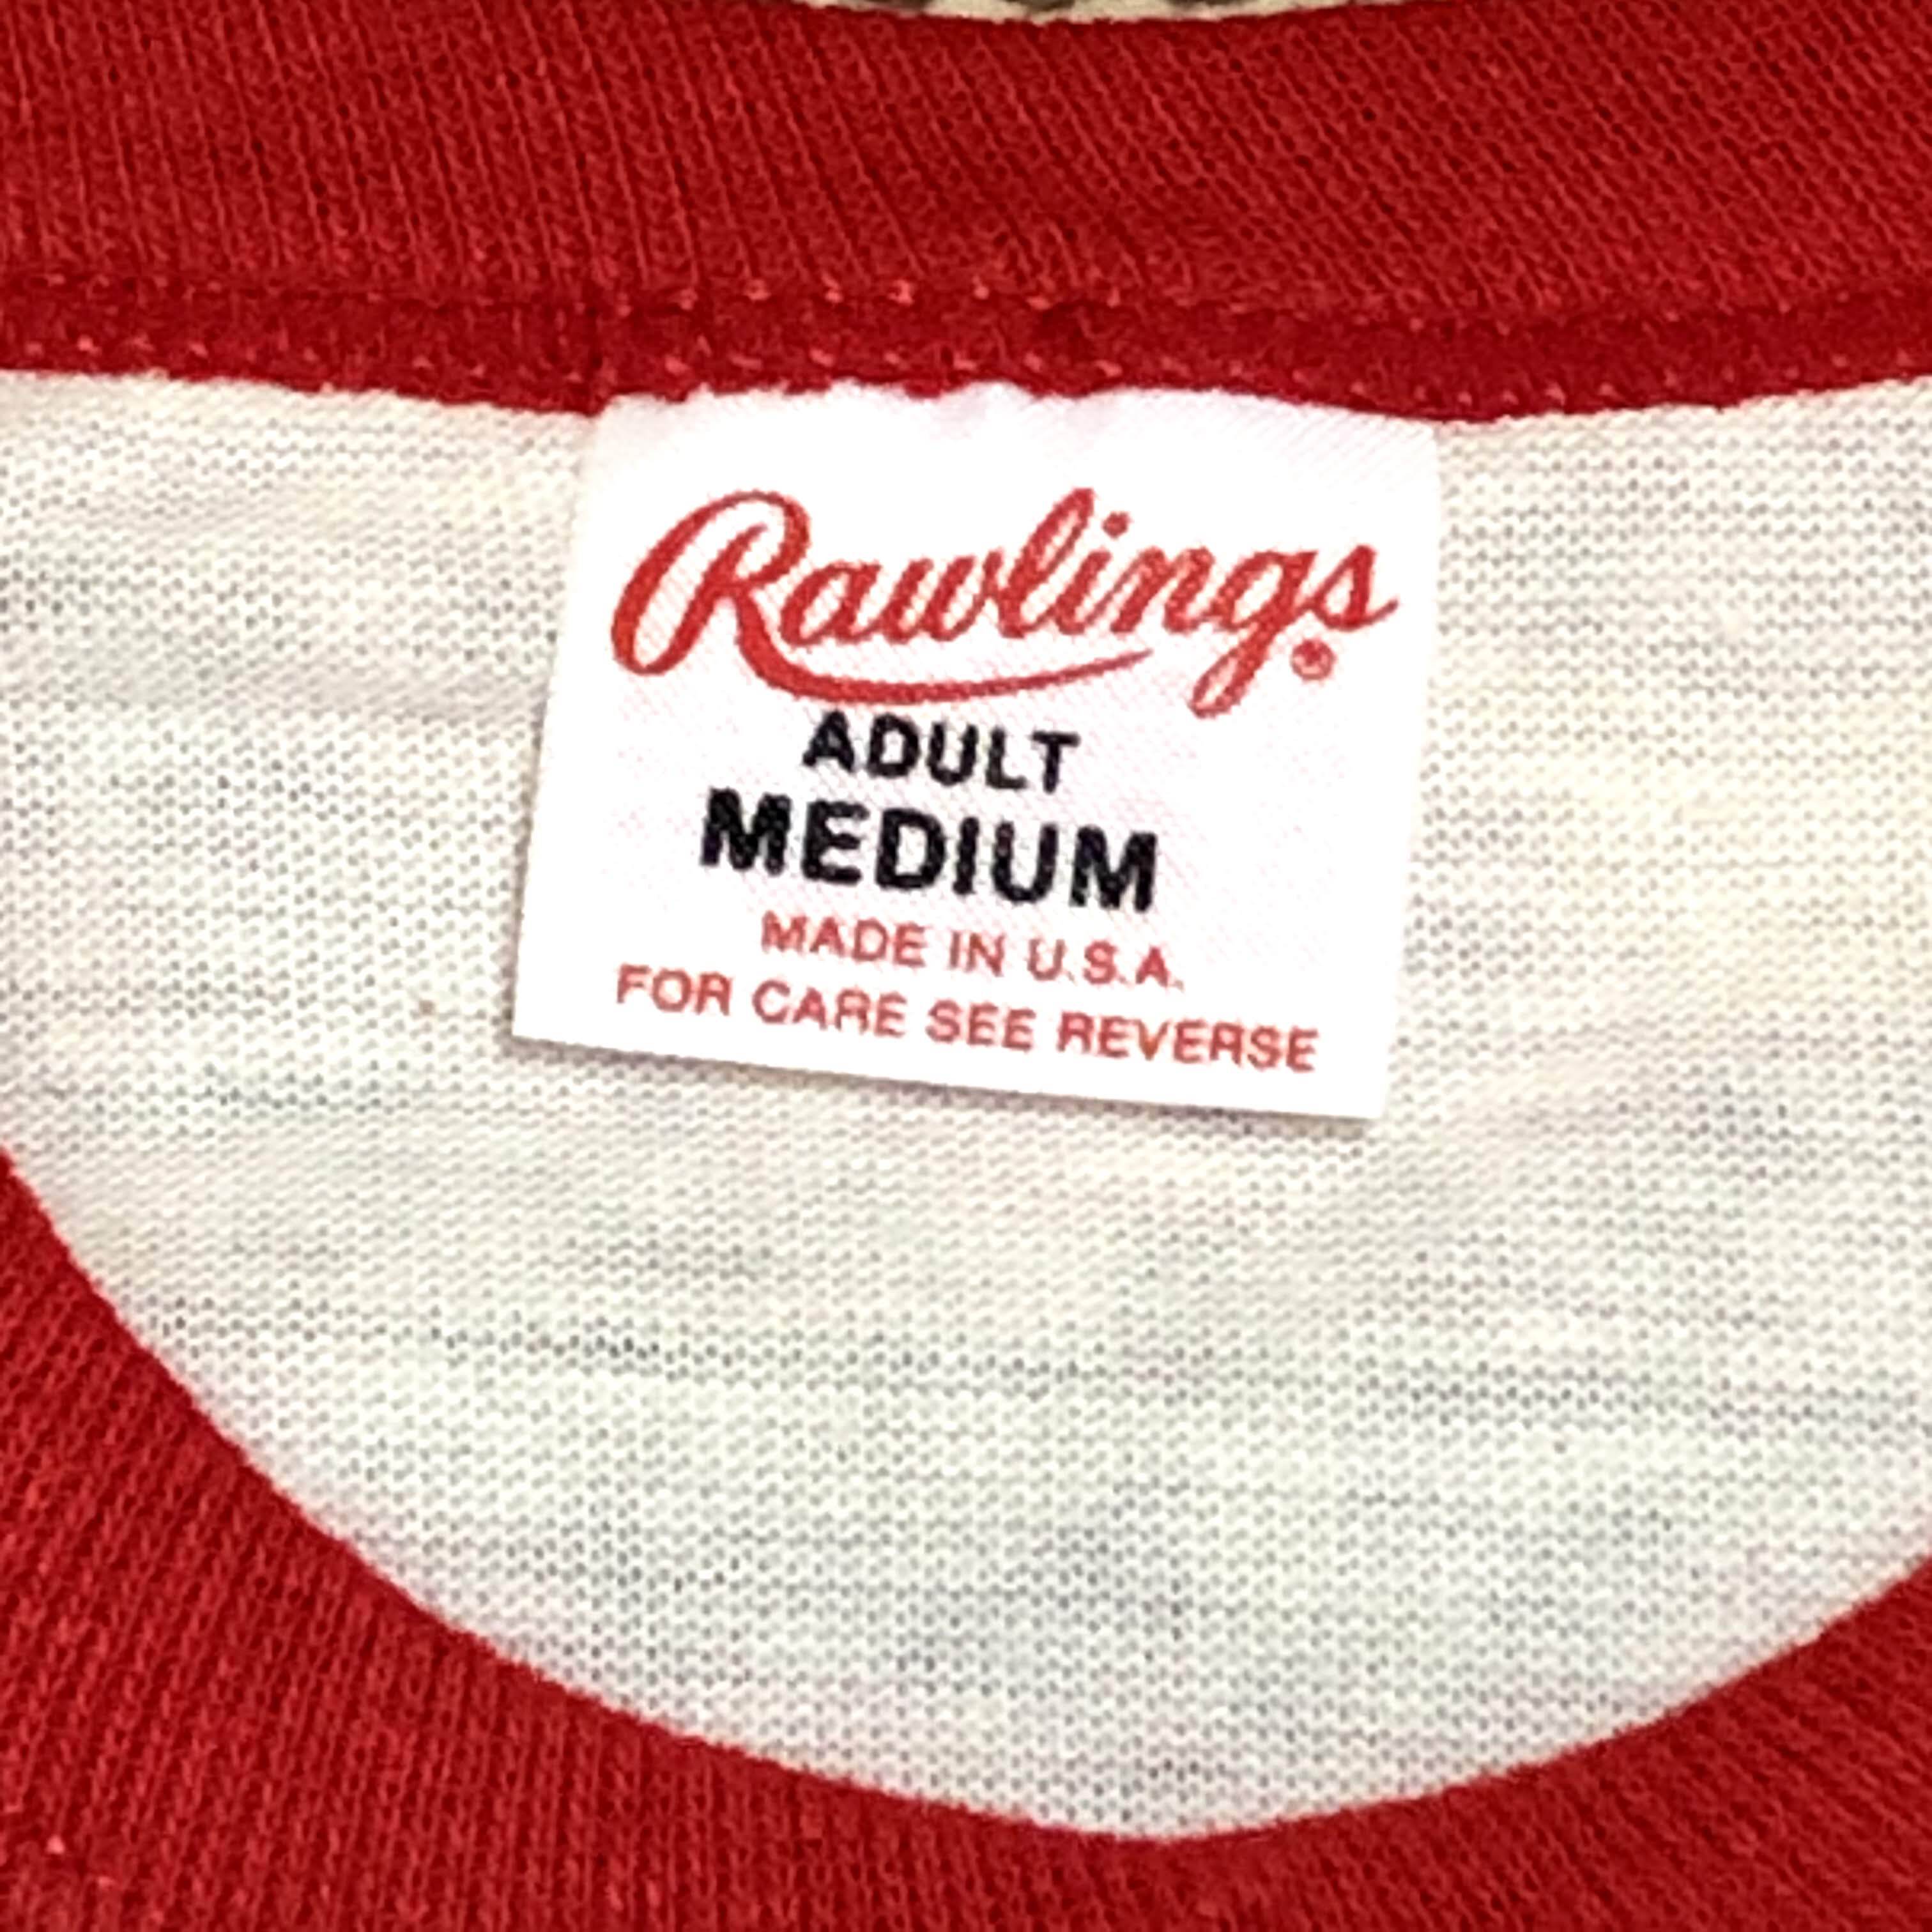 Rawlings®
ADULT
MEDIUM
MADE IN U.S.A.
FOR CARE SEE REVERSE